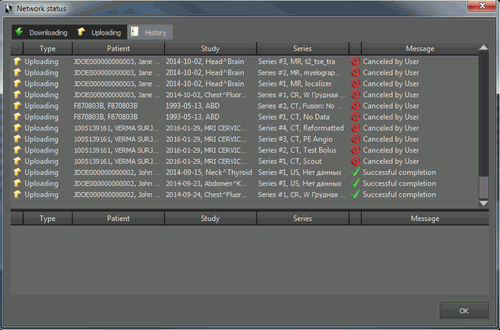 Network status
Downloading Uploading History
Type Patient Study Series Message
Uploading JDOE000000000003, Jane ... 2014-10-02, Head^Brain Series #3, MR, t2_tse_tra Canceled by User
Uploading JDOE000000000003, Jane ... 2014-10-02, Head^Brain Series #2, MR, myelograp... Canceled by User
Uploading JDOE000000000003, Jane ... 2014-10-02, Head^Brain Series #1, MR, localizer Canceled by User
Uploading JDOE000000000003, Jane ... 2014-10-02, Chest^Fluor... Series #1, CR, W Грудная ... Canceled by User
Uploading F870803B, F870803B 1993-05-13, ABD Series #2, CT, Fusion: No ... Canceled by User
Uploading F870803B, F870803B 1993-05-13, ABD Series #1, CT, No Data Canceled by User
Uploading 1005139161, VERMA SURJ... 2016-01-29, MRI CERVIC... Series #4, CT, Reformatted Canceled by User
Uploading 1005139161, VERMA SURJ... 2016-01-29, MRI CERVIC... Series #3, CT, PE Angio Canceled by User
Uploading 1005139161, VERMA SURJ... 2016-01-29, MRI CERVIC... Series #2, CT, Test Bolus Canceled by User
Uploading 1005139161, VERMA SURJ... 2016-01-29, MRI CERVIC... Series #1, CT, Scout Canceled by User
Uploading JDOE000000000002, John ... 2014-09-15, Neck^Thyroid Series #1, US, Нет данных Successful completion
Uploading JDOE000000000002, John ... 2014-09-23, Abdomen^K... Series #1, US, Нет данных Successful completion
Uploading JDOE000000000002, John ... 2014-09-24, Chest^Fluor... Series #1, CR, W Грудная ... Successful completion
Type Patient Study Series Message
OK